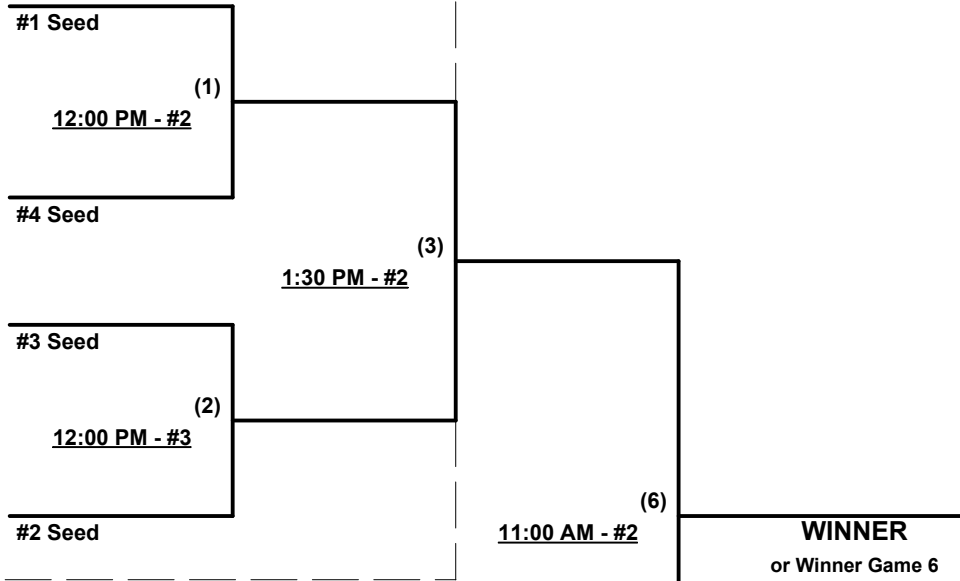 #1 Seed
(1)
12:00 PM - #2
#4 Seed
(3)
1:30 PM - #2
#3 Seed
(2)
12:00 PM - #3
#2 Seed
(6)
11:00 AM - #2
WINNER
or Winner Game 6